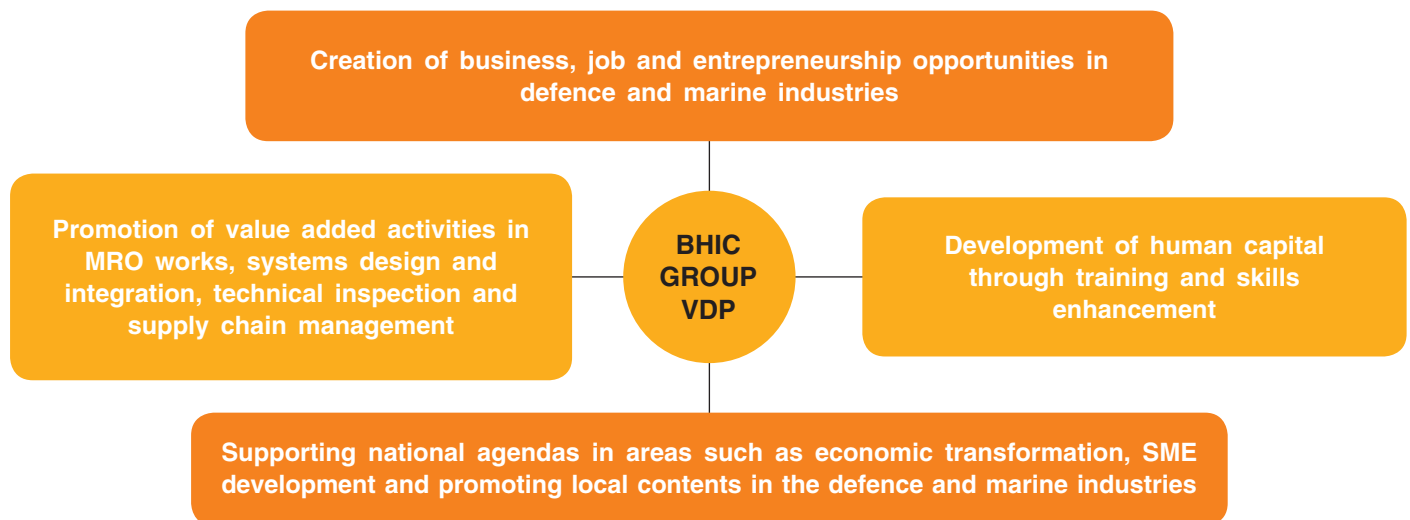 Creation of business, job and entrepreneurship opportunities in
defence and marine industries
Promotion of value added activities in
MRO works, systems design and
integration, technical inspection and
supply chain management
BHIC
GROUP
VDP
Development of human capital
through training and skills
enhancement
Supporting national agendas in areas such as economic transformation, SME
development and promoting local contents in the defence and marine industries